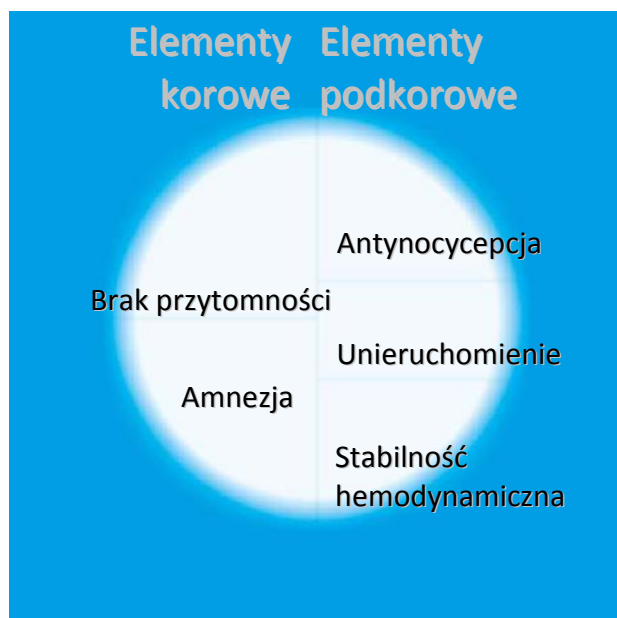 Elementy
korowe
Elementy
podkorowe
Antynocycepcja
Brak przytomności
Unieruchomienie
Amnezja
Stabilność
hemodynamiczna